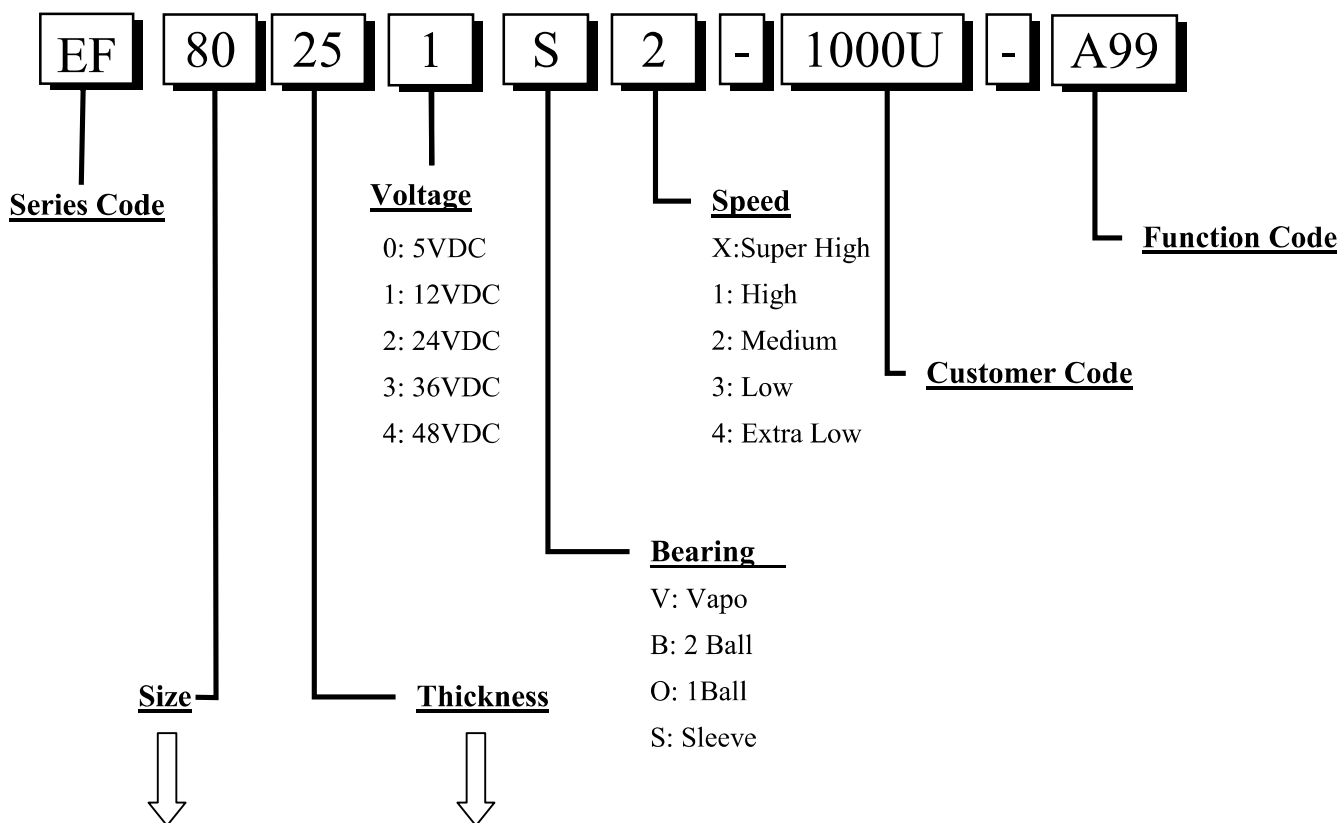 EF 80 25 1 S 2 - 1000U - A99
Series Code
Voltage
0: 5VDC
1: 12VDC
2: 24VDC
3: 36VDC
4: 48VDC
Speed
X:Super High
1: High
2: Medium
3: Low
4: Extra Low
Function Code
Customer Code
Bearing
V: Vapo
B: 2 Ball
O: 1Ball
S: Sleeve
Size
Thickness